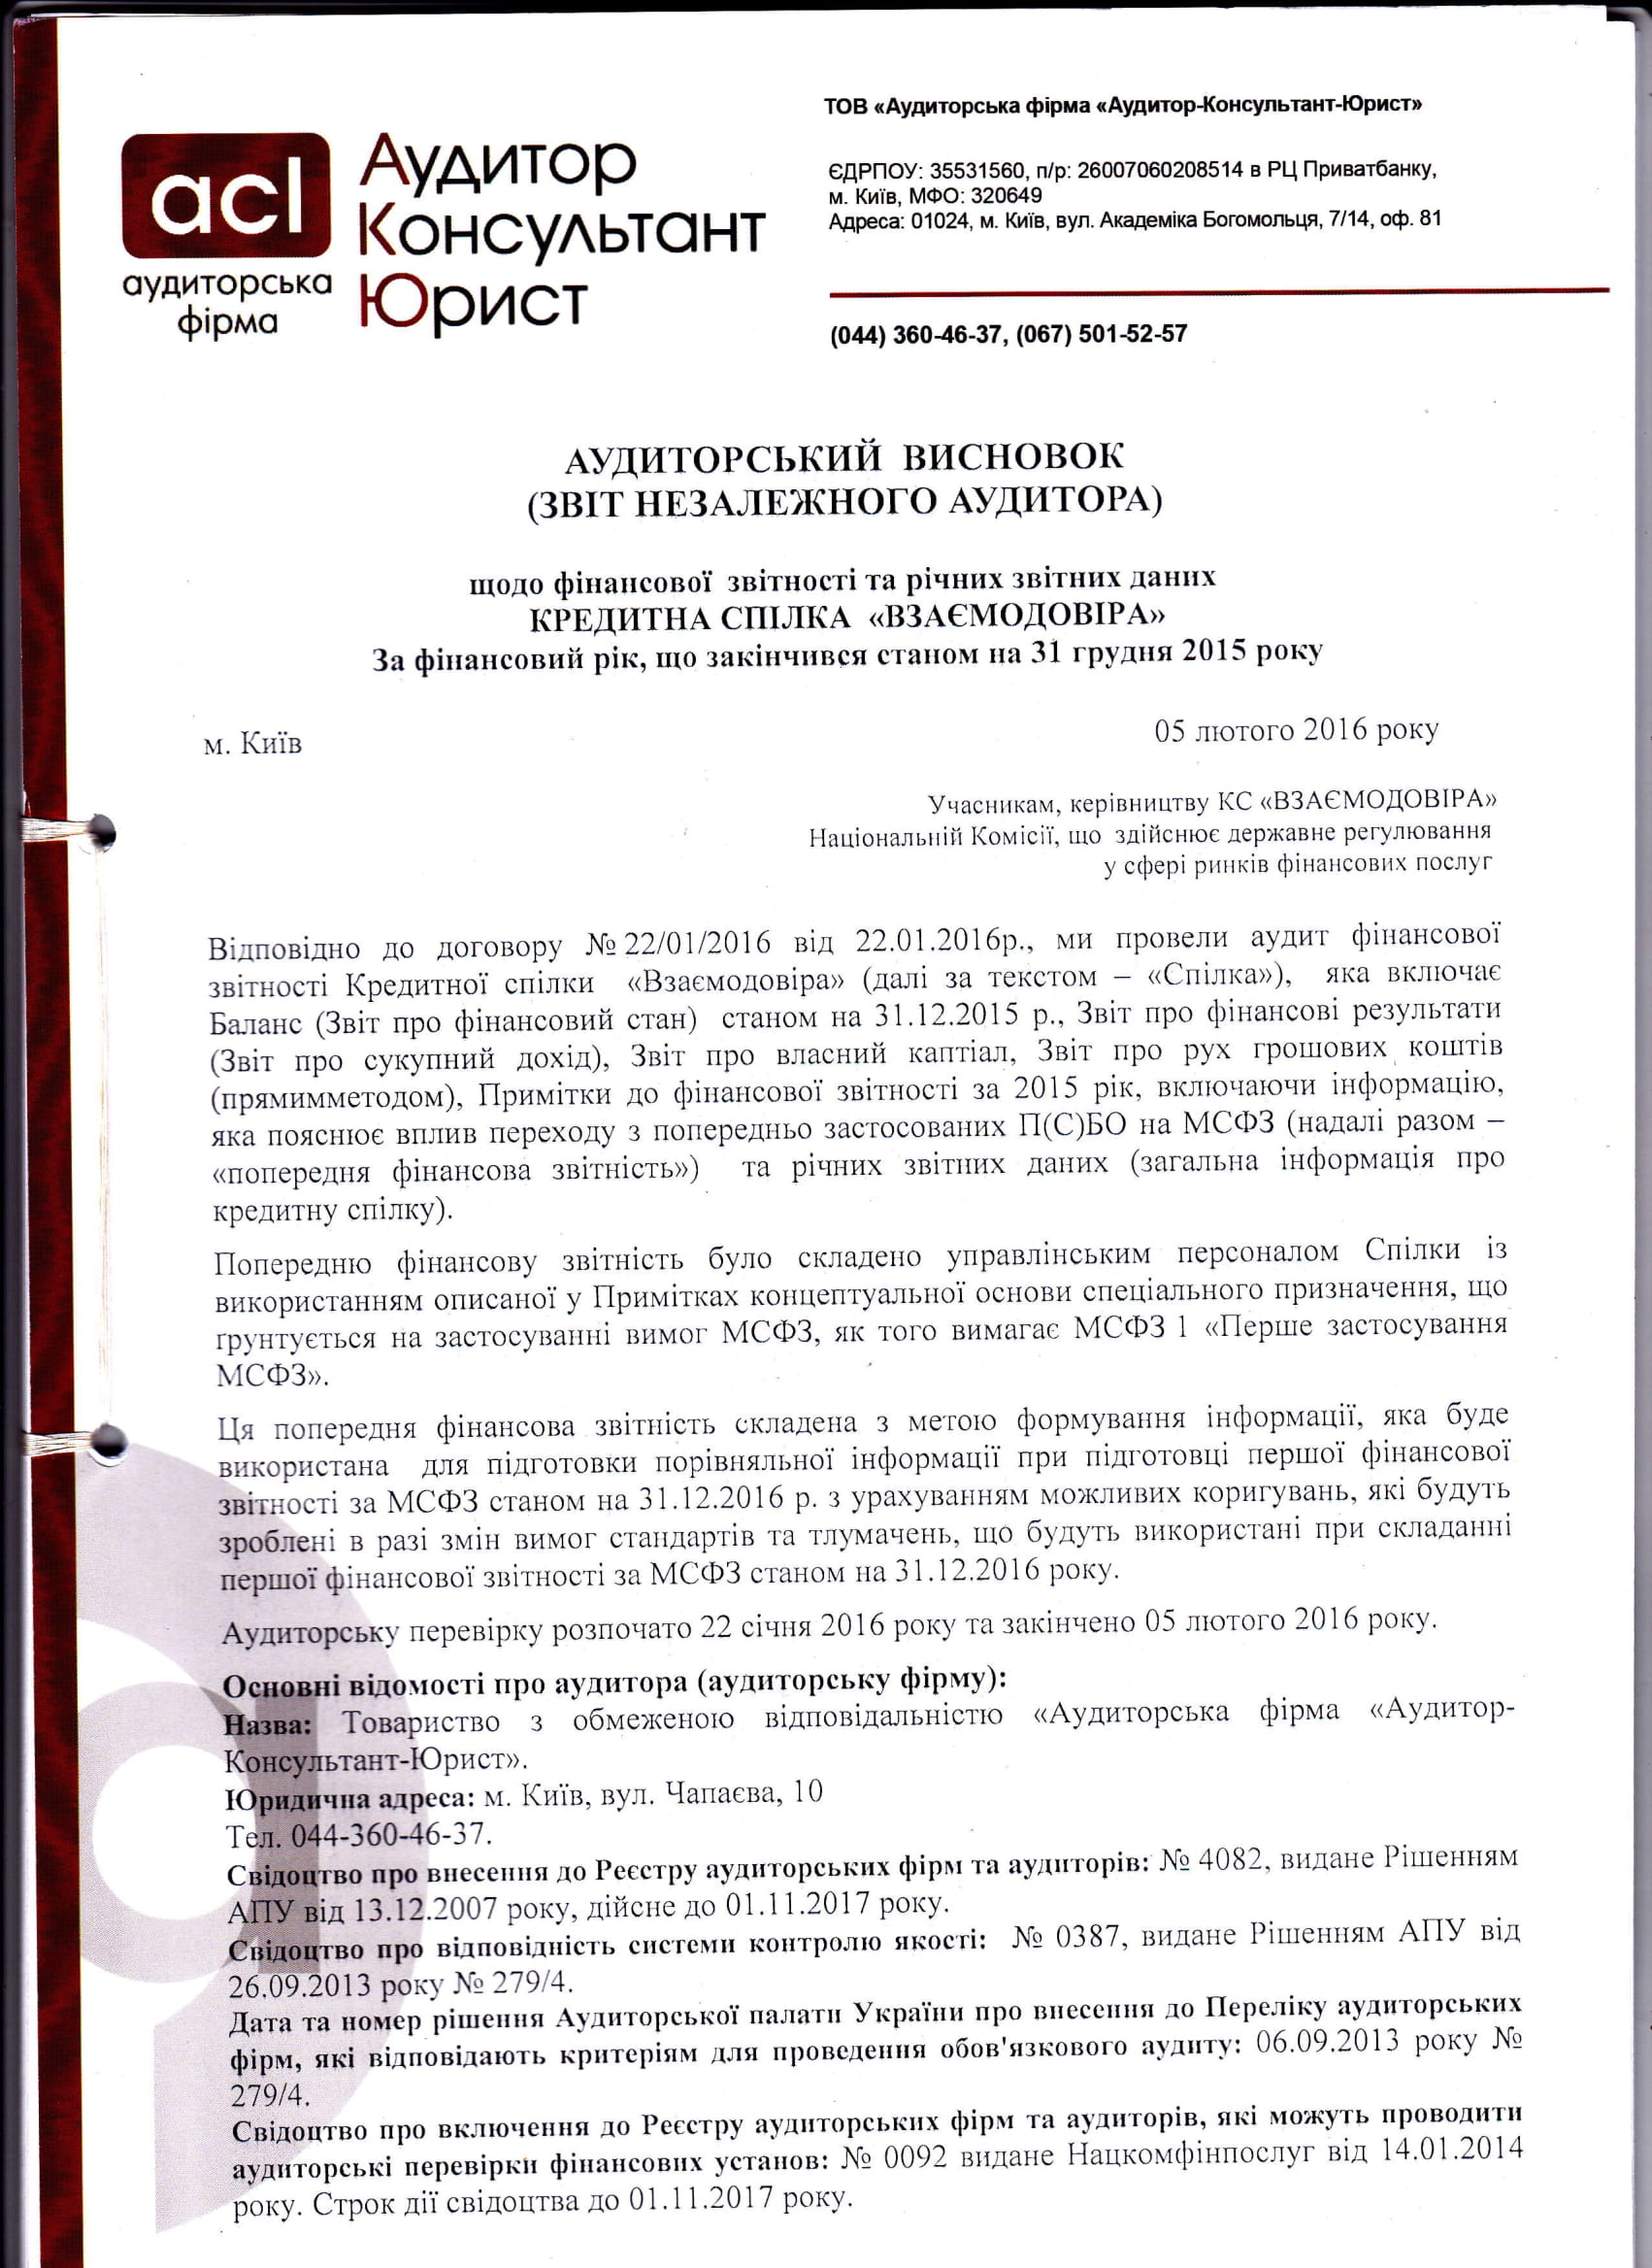 ТОВ «Аудиторська фірма «Аудитор-Консультант-Юрист»
acl
аудиторська
фірма
Аудитор
Консультант
Юрист
ЄДРПОУ: 35531560, п/р: 26007060208514 в РЦ Приватбанку,
м. Київ, МФО: 320649
Адреса: 01024, м. Київ, вул. Академіка Богомольця, 7/14, оф. 81
(044) 360-46-37, (067) 501-52-57
АУДИТОРСЬКИЙ ВИСНОВОК
(ЗВІТ НЕЗАЛЕЖНОГО АУДИТОРА)
щодо фінансової звітності та річних звітних даних
КРЕДИТНА СПІЛКА «ВЗАЄМОДОВІРА»
За фінансовий рік, що закінчився станом на 31 грудня 2015 року
м. Київ
05 лютого 2016 року
Учасникам, керівництву КС «ВЗАЄМОДОВІРА»
Національній Комісії, що здійснює державне регулювання
у сфері ринків фінансових послуг
Відповідно до договору № 22/01/2016 від 22.01.2016р., ми провели аудит фінансової
звітності Кредитної спілки «Взаємодовіра» (далі за текстом – «Спілка»), яка включає
Баланс (Звіт про фінансовий стан) станом на 31.12.2015 р., Звіт про фінансові результати
(Звіт про сукупний дохід), Звіт про власний каптіал, Звіт про рух грошових коштів
(прямимметодом), Примітки до фінансової звітності за 2015 рік, включаючи інформацію,
яка пояснює вплив переходу з попередньо застосованих П(С)БО на МСФЗ (надалі разом –
«попередня фінансова звітність») та річних звітних даних (загальна інформація про
кредитну спілку).
Попередню фінансову звітність було складено управлінським персоналом Спілки із
використанням описаної у Примітках концептуальної основи спеціального призначення, що
ґрунтується на застосуванні вимог МСФЗ, як того вимагає МСФЗ 1 «Перше застосування
МСФЗ».
Ця попередня фінансова звітність складена з метою формування інформації, яка буде
використана для підготовки порівняльної інформації при підготовці першої фінансової
звітності за МСФЗ станом на 31.12.2016 р. з урахуванням можливих коригувань, які будуть
зроблені в разі змін вимог стандартів та тлумачень, що будуть використані при складанні
першої фінансової звітності за МСФЗ станом на 31.12.2016 року.
Аудиторську перевірку розпочато 22 січня 2016 року та закінчено 05 лютого 2016 року.
Основні відомості про аудитора (аудиторську фірму):
Назва: Товариство з обмеженою відповідальністю «Аудиторська фірма «Аудитор-
Консультант-Юрист».
Юридична адреса: м. Київ, вул. Чапаєва, 10
Тел. 044-360-46-37.
Свідоцтво про внесення до Реєстру аудиторських фірм та аудиторів: № 4082, видане Рішенням
АПУ від 13.12.2007 року, дійсне до 01.11.2017 року.
Свідоцтво про відповідність системи контролю якості: № 0387, видане Рішенням АПУ від
26.09.2013 року № 279/4.
Дата та номер рішення Аудиторської палати України про внесення до Переліку аудиторських
фірм, які відповідають критеріям для проведення обов'язкового аудиту: 06.09.2013 року №
279/4.
Свідоцтво про включення до Реєстру аудиторських фірм та аудиторів, які можуть проводити
аудиторські перевірки фінансових установ: № 0092 видане Нацкомфінпослуг від 14.01.2014
року. Строк дії свідоцтва до 01.11.2017 року.